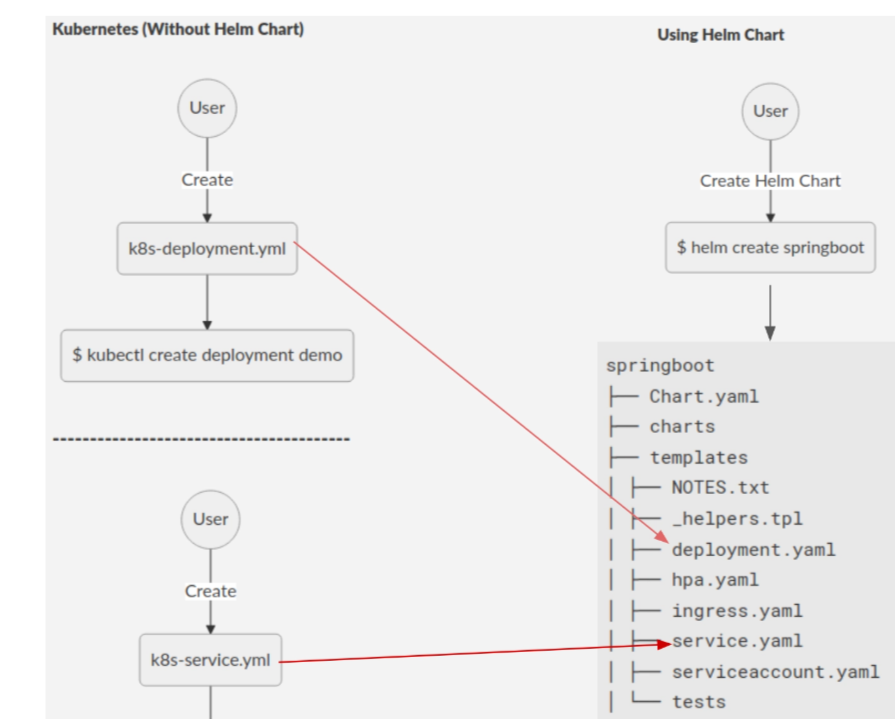 Kubernetes (Without Helm Chart)
User
Create
k8s-deployment.yml
$ kubectl create deployment demo
----------------------------------------
User
Create
k8s-service.yml
Using Helm Chart
User
Create Helm Chart
$ helm create springboot
springboot
├── Chart.yaml
├── charts
├── templates
│ ├── NOTES.txt
│ ├── _helpers.tpl
│ ├── deployment.yaml
│ ├── hpa.yaml
│ ├── ingress.yaml
│ ├── service.yaml
│ ├── serviceaccount.yaml
│ └── tests